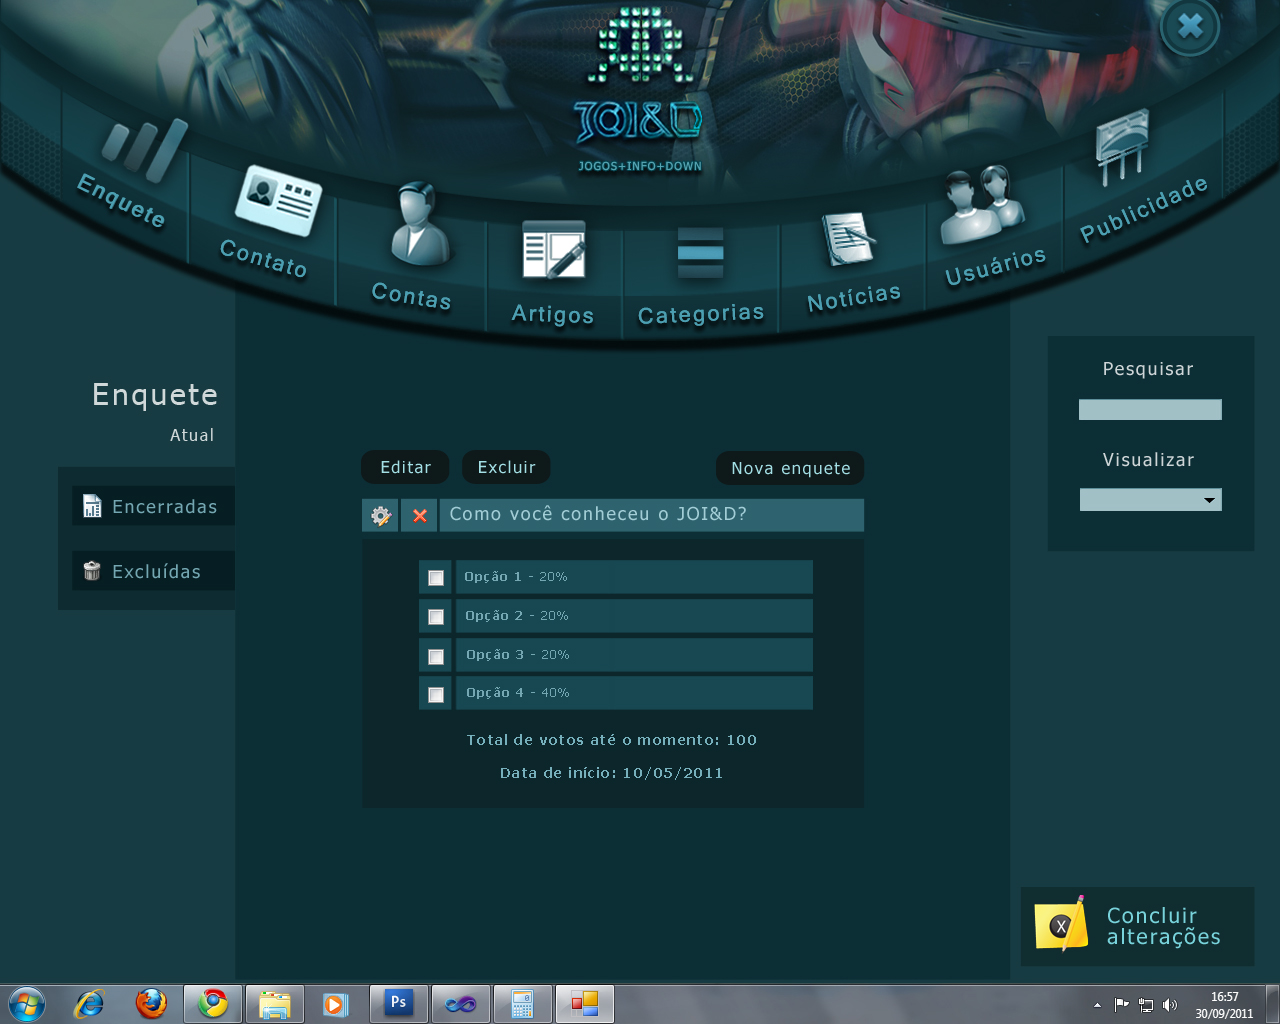 JOI&D
JOGOS+INFO+DOWN
Enquete
Contato
Contas
Artigos
Categorias
Notícias
Usuários
Publicidade
Enquete
Atual
Encerradas
Excluídas
Editar
Excluir
Nova enquete
Como você conheceu o JOI&D?
Opção 1 - 20%
Opção 2 - 20%
Opção 3 - 20%
Opção 4 - 40%
Total de votos até o momento: 100
Data de início: 10/05/2011
Pesquisar
Visualizar
X
Concluir
alterações
Ps
16:57
30/09/2011